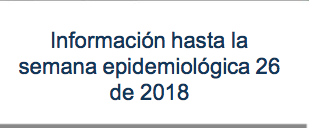 Información hasta la
semana epidemiológica 26
de 2018